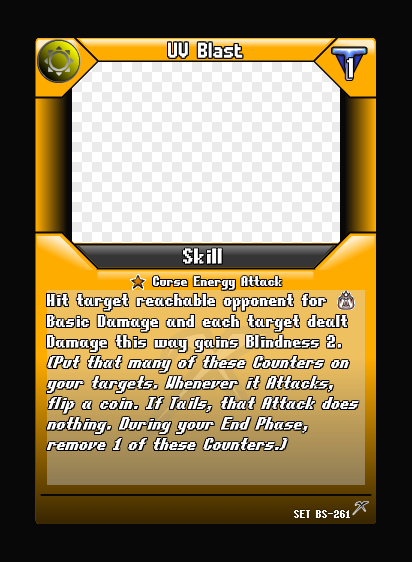 UV Blast
1
Skill
Curse Energy Attack
Hit target reachable opponent for
Basic Damage and each target dealt
Damage this way gains Blindness 2.
(Put that many of these Counters on
your targets. Whenever it Attacks,
flip a coin. If Tails, that Attack does
nothing. During your End Phase,
remove 1 of these Counters.)
SET BS-261